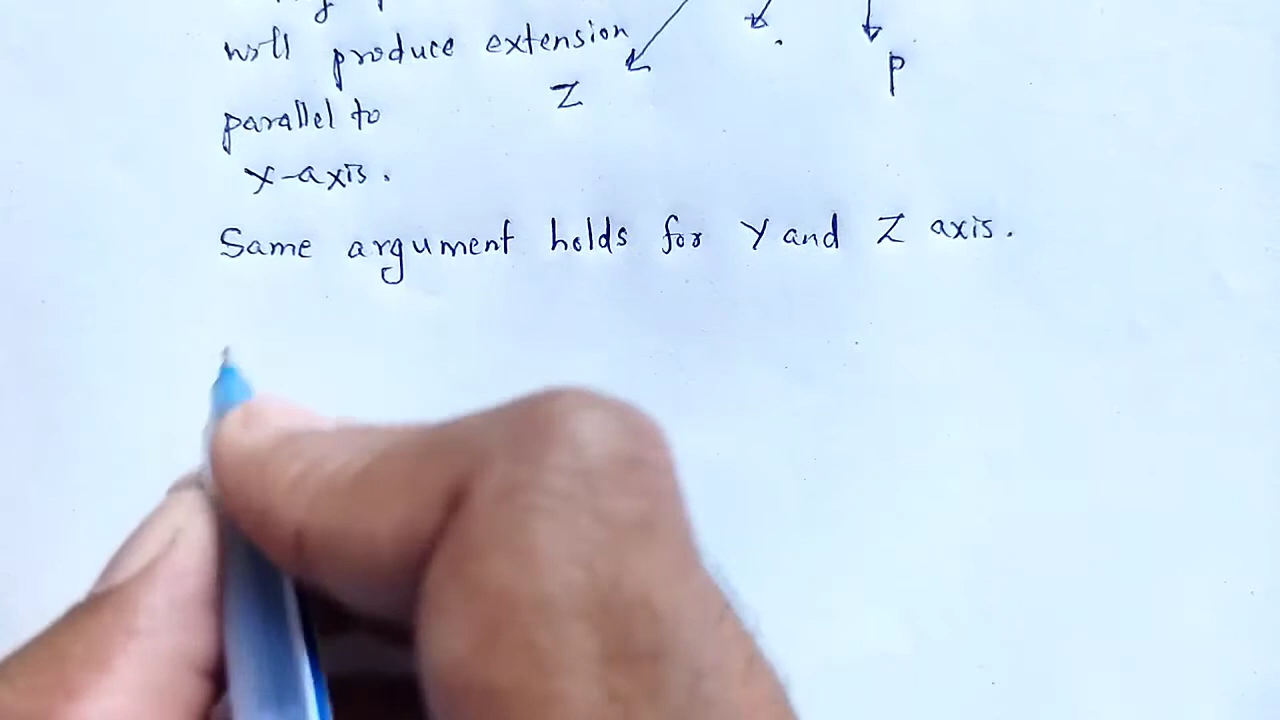 will produce extension
Z
P
parallel to
X-axis.
Same argument holds for Y and Z axis.